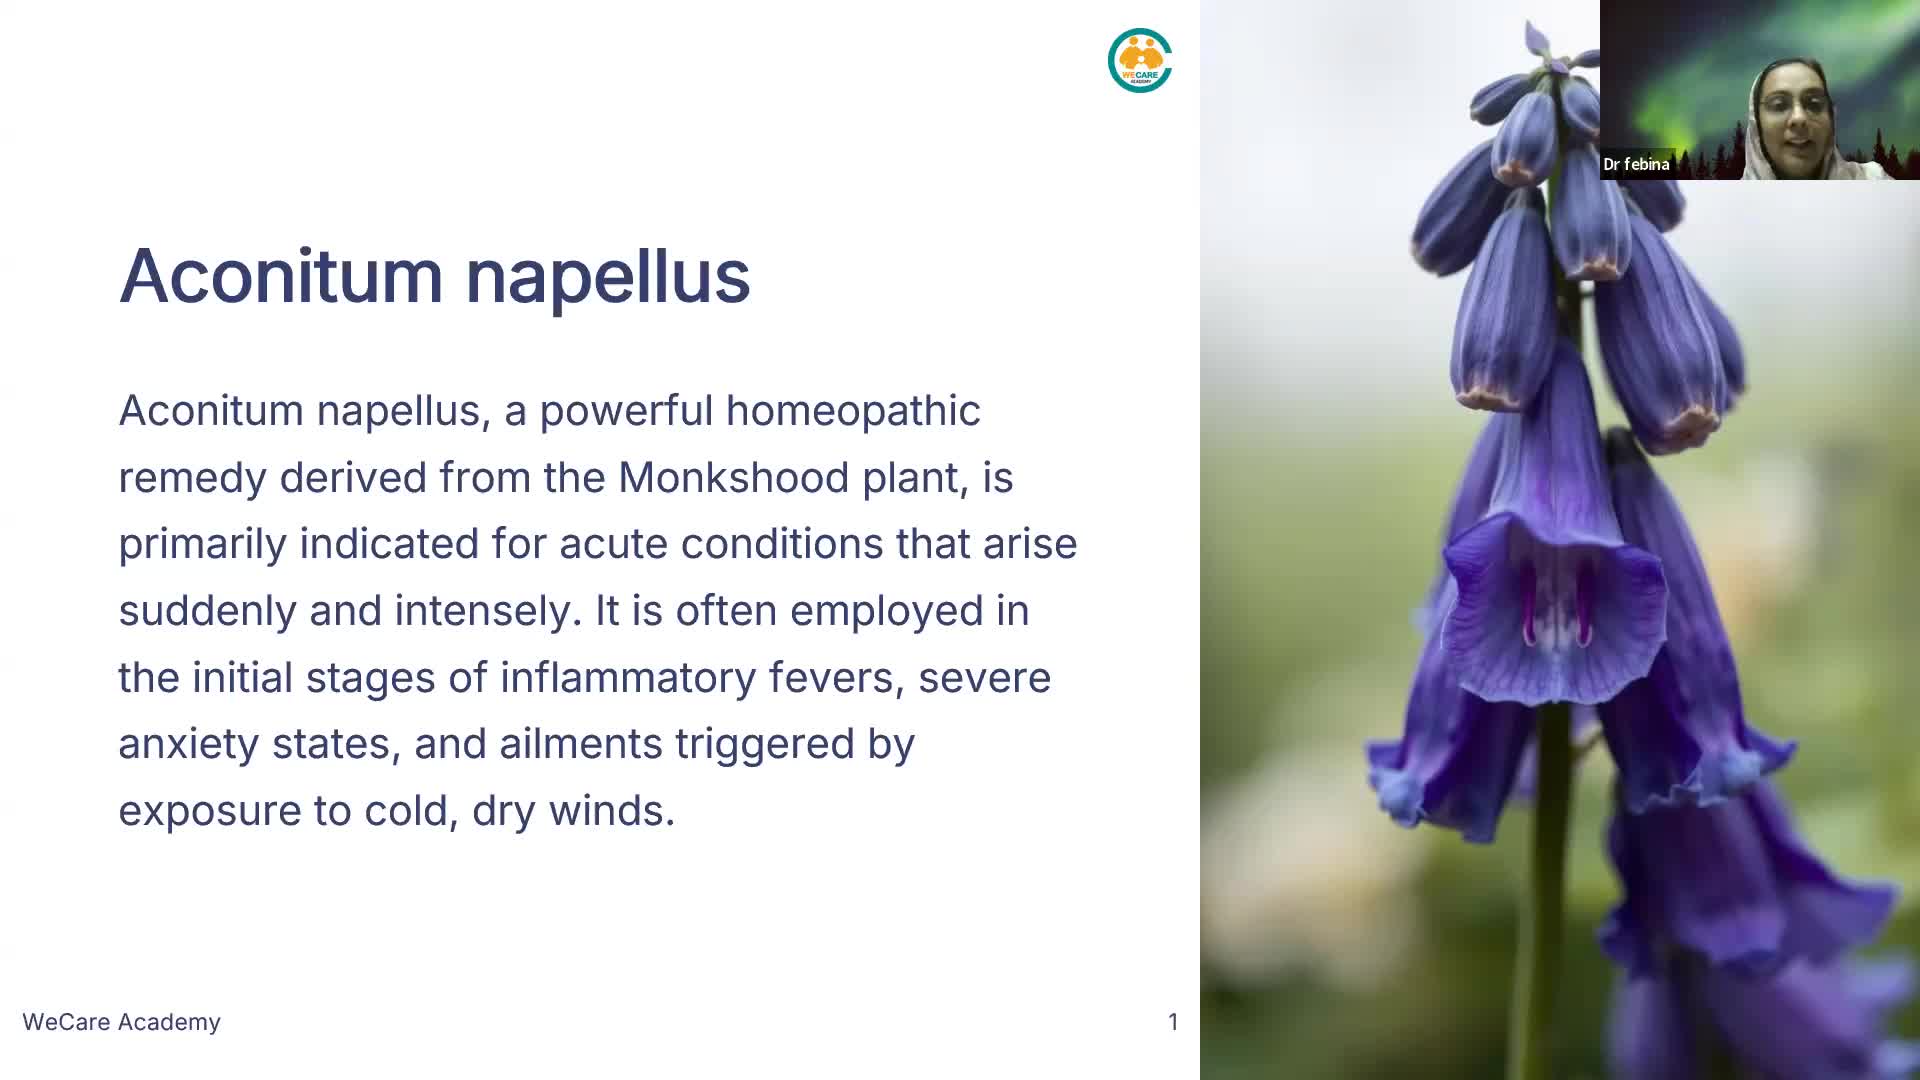 WECARE
ACADEMY
Dr febina
Aconitum napellus
Aconitum napellus, a powerful homeopathic
remedy derived from the Monkshood plant, is
primarily indicated for acute conditions that arise
suddenly and intensely. It is often employed in
the initial stages of inflammatory fevers, severe
anxiety states, and ailments triggered by
exposure to cold, dry winds.
WeCare Academy
1